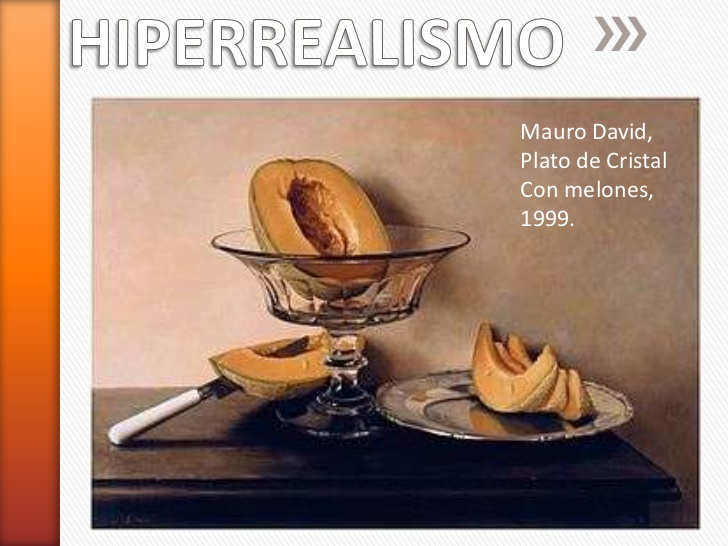 HIPERREALISMO
Mauro David,
Plato de Cristal
Con melones,
1999.